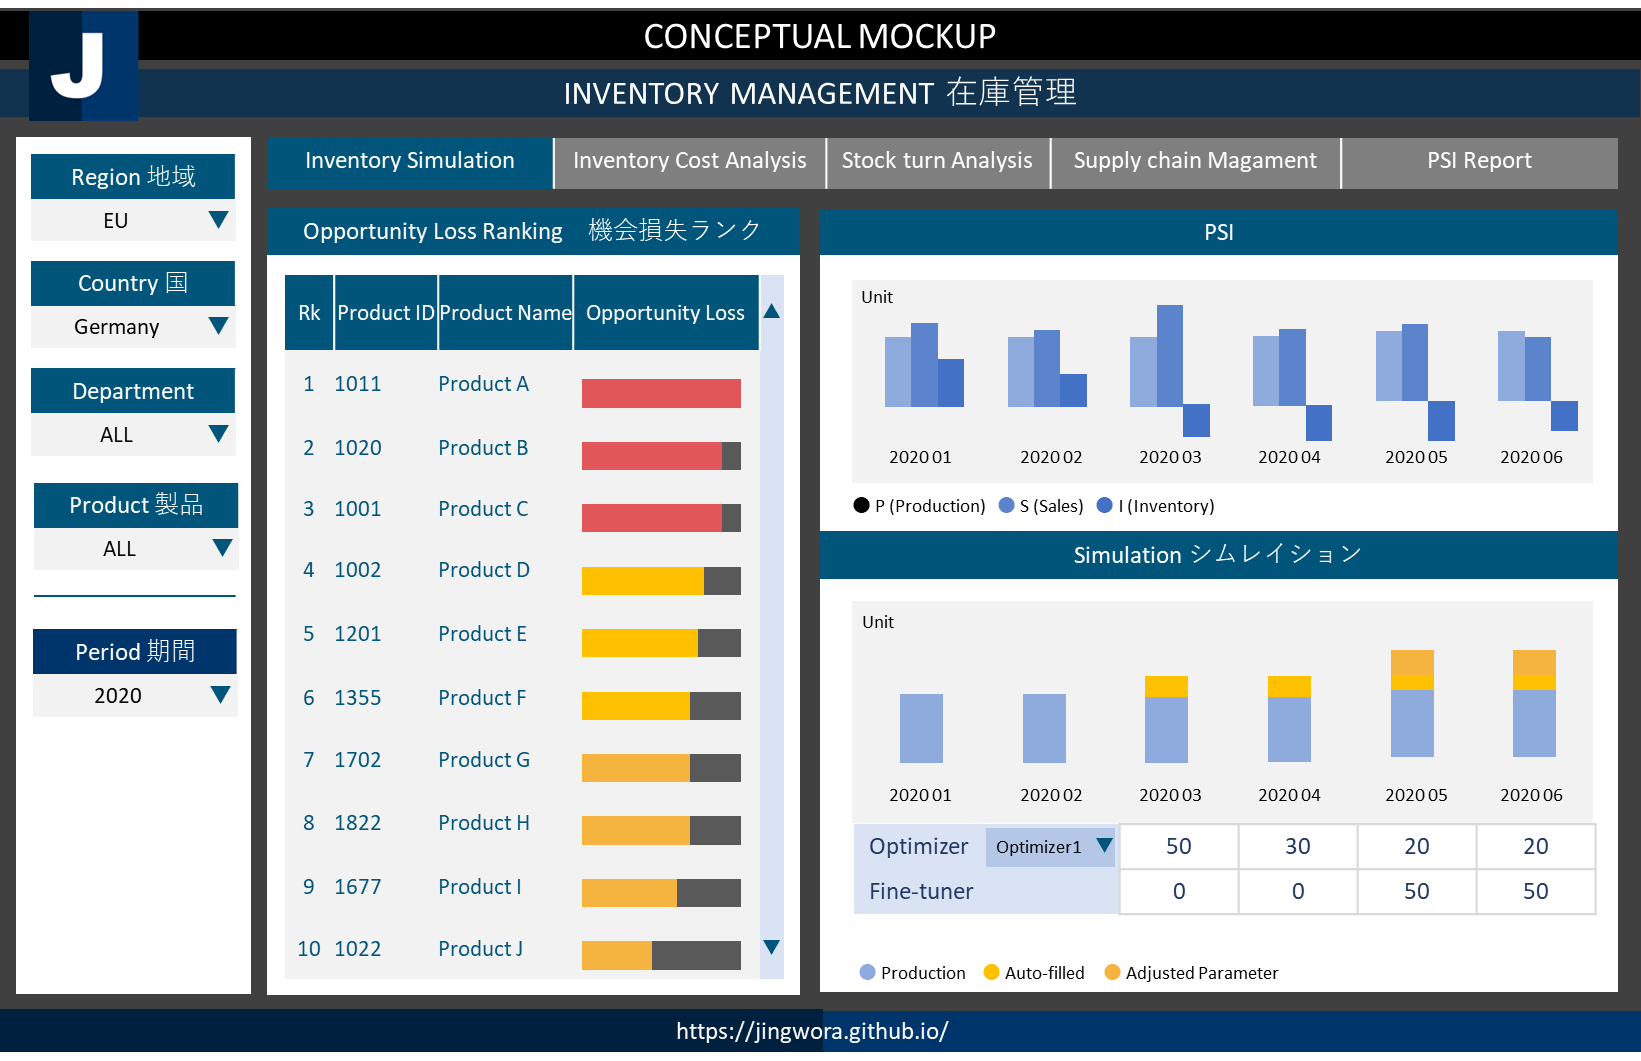 CONCEPTUAL MOCKUP
J
INVENTORY MANAGEMENT 在庫管理
Region 地域
EU
Country 国
Germany
Department
ALL
Product 製品
ALL
Period 期間
2020
Inventory Simulation
Inventory Cost Analysis
Stock turn Analysis
Supply chain Magament
PSI Report
Opportunity Loss Ranking 機会損失ランク
Rk Product ID Product Name Opportunity Loss
1 1011 Product A
2 1020 Product B
3 1001 Product C
4 1002 Product D
5 1201 Product E
6 1355 Product F
7 1702 Product G
8 1822 Product H
9 1677 Product I
10 1022 Product J
PSI
Unit
2020 01 2020 02 2020 03 2020 04 2020 05 2020 06
P (Production) S (Sales) I (Inventory)
Simulation シムレイション
Unit
2020 01 2020 02 2020 03 2020 04 2020 05 2020 06
Optimizer Optimizer1 50 30 20 20
Fine-tuner 0 0 50 50
Production Auto-filled Adjusted Parameter
https://jingwora.github.io/